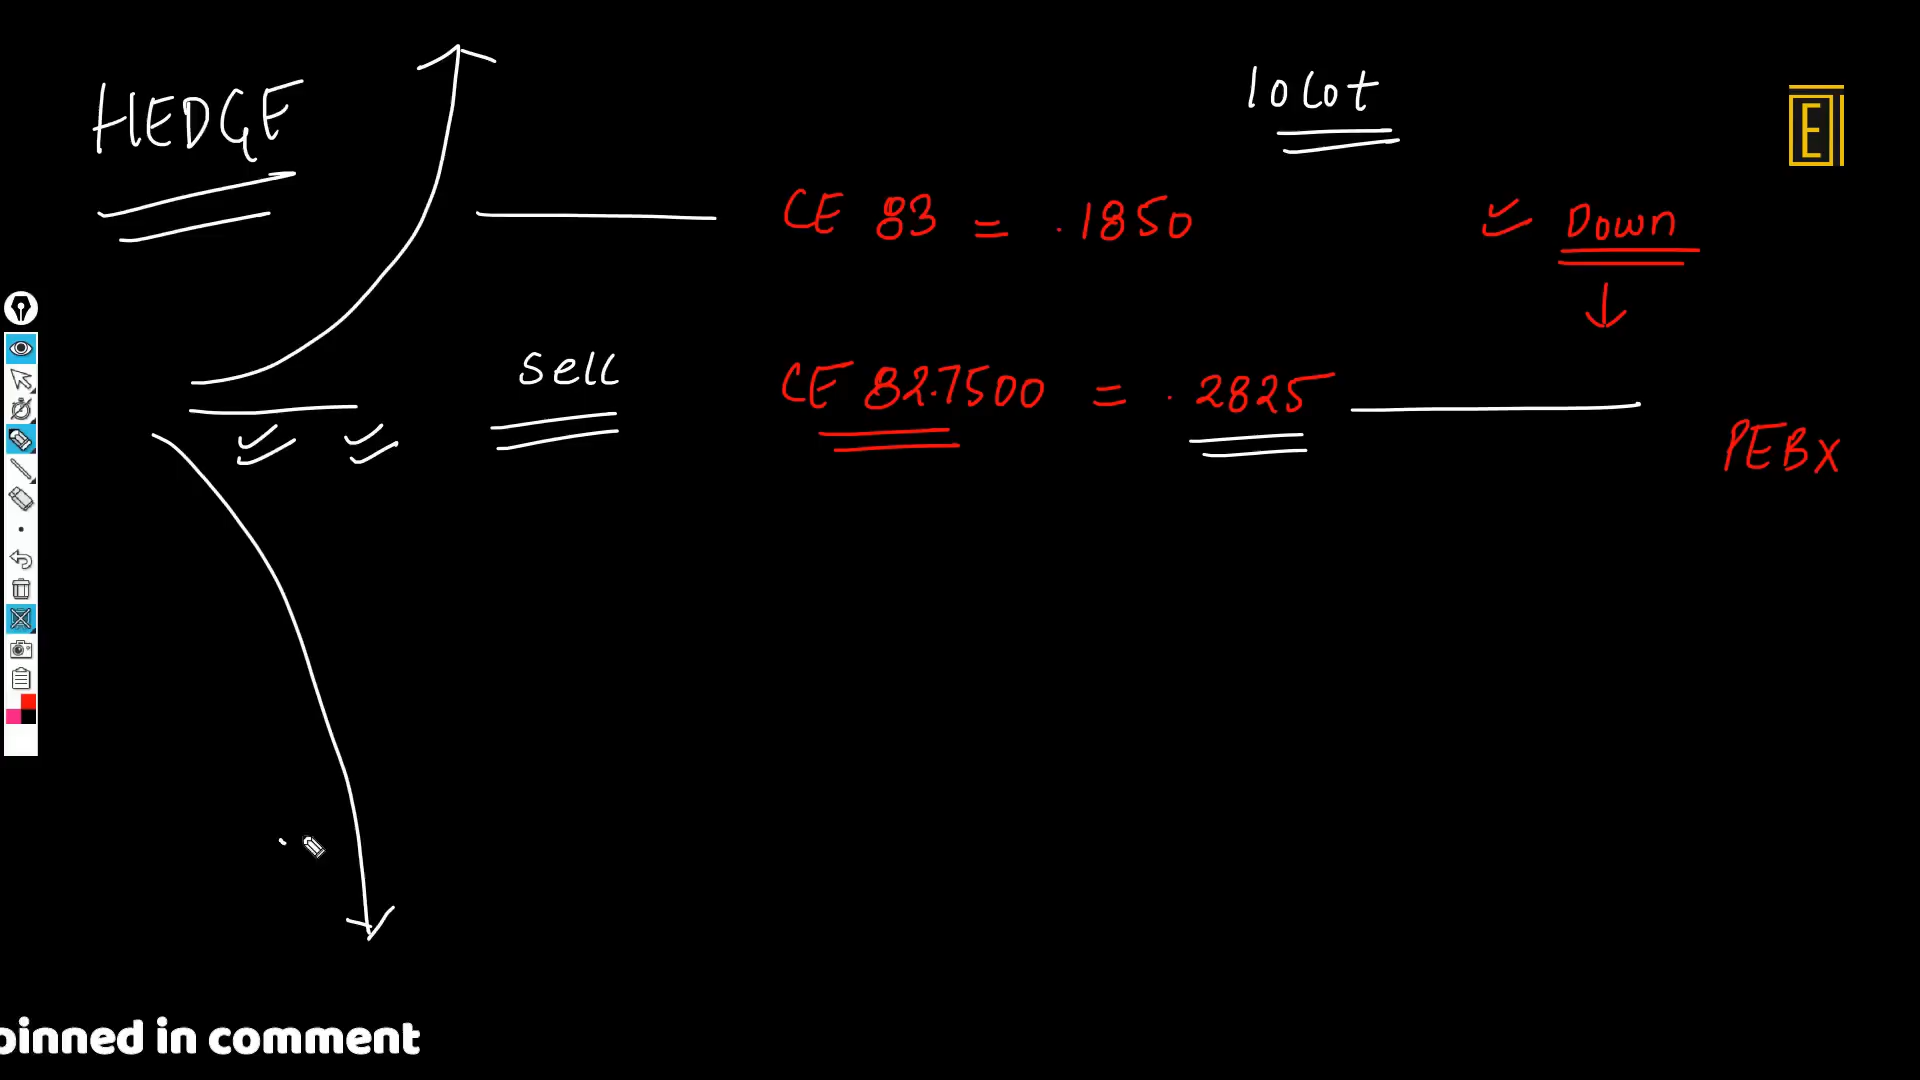 HEDGE
10 Lot
CE 83 = .1850
Down
Sell
CE 82.7500 = .2825
PEBX
E
pinned in comment